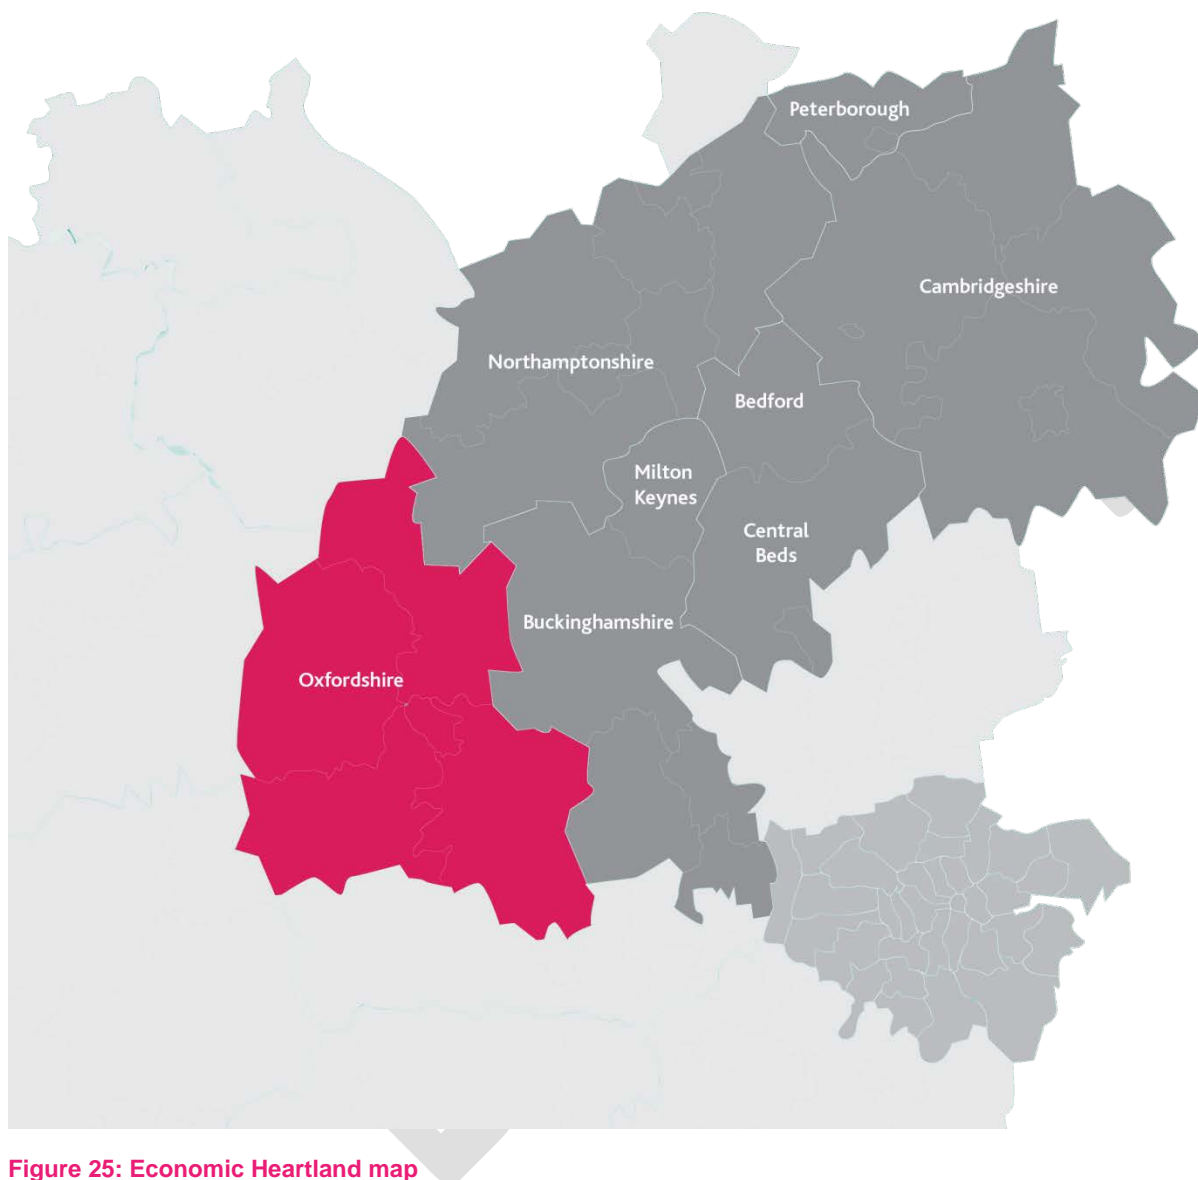 Peterborough
Cambridgeshire
Northamptonshire
Bedford
Milton
Keynes
Central
Beds
Buckinghamshire
Oxfordshire
Figure 25: Economic Heartland map